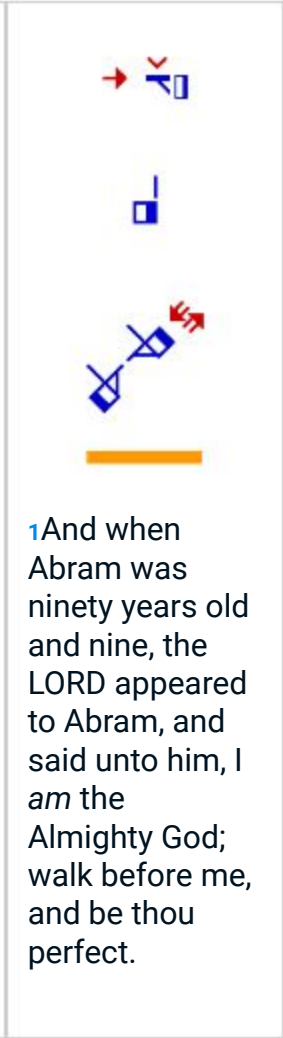 1And when
Abram was
ninety years old
and nine, the
LORD appeared
to Abram, and
said unto him, I
am the
Almighty God;
walk before me,
and be thou
perfect.